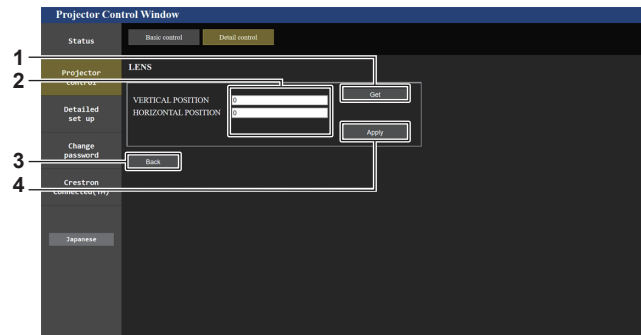 Projector Control Window
Status
Basic control
Detail control
1
2
LENS
Projector
control
VERTICAL POSITION 0
HORIZONTAL POSITION 0
Get
Detailed
set up
Apply
Change
password
3
Back
4
Crestron
Connected(TM)
Japanese